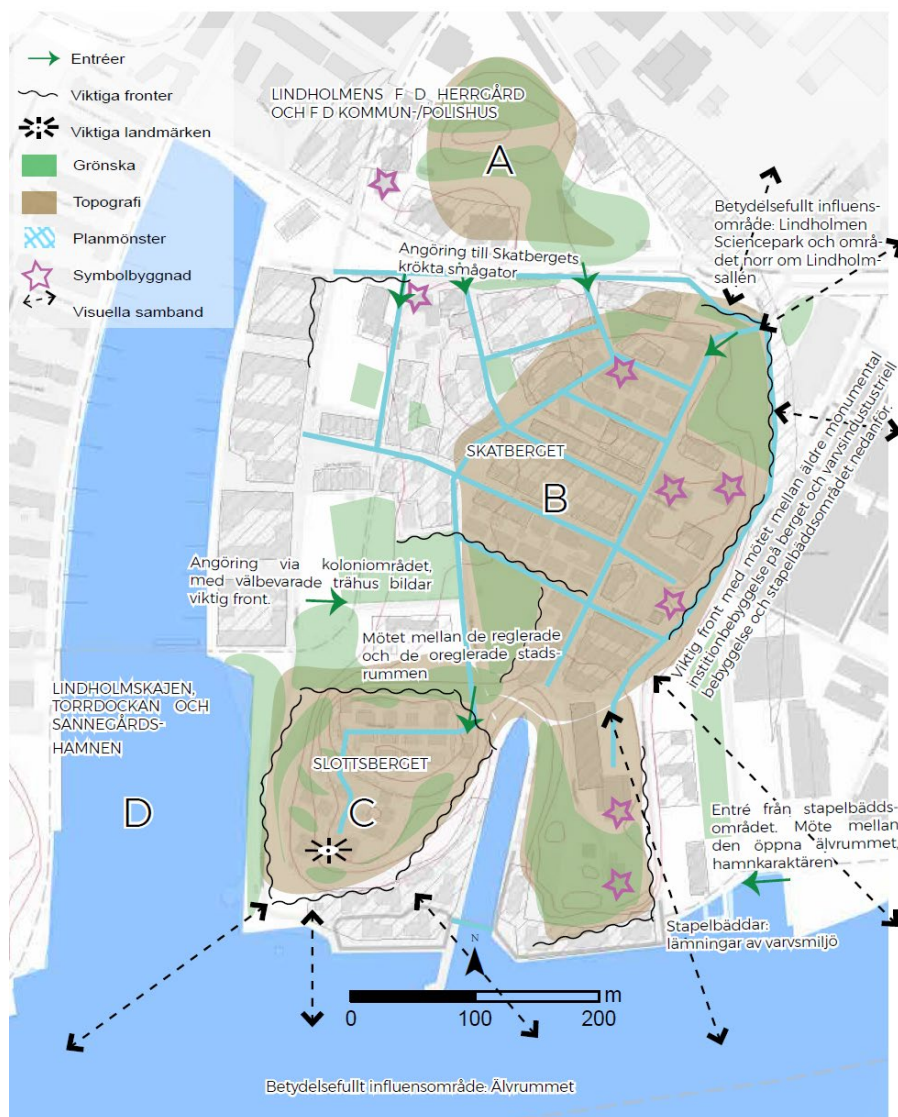 Entréer
Viktiga fronter
Viktiga landmärken
Grönska
Topografi
Planmönster
Symbolbyggnad
Visuella samband
LINDHOLMENS F D HERRGÅRD
OCH F D KOMMUN-/POLISHUS
A
Betydelsefullt influens-
område: Lindholmen
Sciencepark och områ-
det norr om Lindholm-
sallén
Angöring till Skatbergets
krökta smågator
SKATBERGET
B
Viktig front med mötet mellan äldre monumental
institionbebyggelse på berget och varvsindustustriell
bebyggelse och stapelbäddsområdet nedanför.
Angöring via koloniområdet,
med välbevarade trähus bildar
viktig front.
Mötet mellan de reglerade
och de oreglerade stads-
rummen
LINDHOLMSKAJEN,
TORRDOCKAN OCH
SANNEGÅRDS-
HAMNEN
SLOTTSBERGET
D
C
Entré från stapelbädds-
området. Möte mellan
den öppna älvrummet,
hamnkaraktären
Stapelbäddar:
lämningar av varvsmiljö
N
m
0 100 200
Betydelsefullt influensområde: Älvrummet